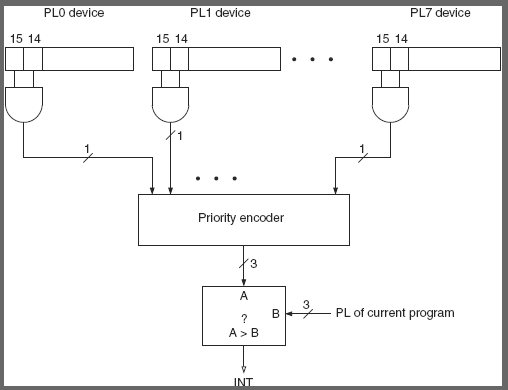 PL0 device PL1 device PL7 device
15 14 15 14 15 14
1 1 1
Priority encoder
3
A
3
B PL of current program
?
A > B
INT